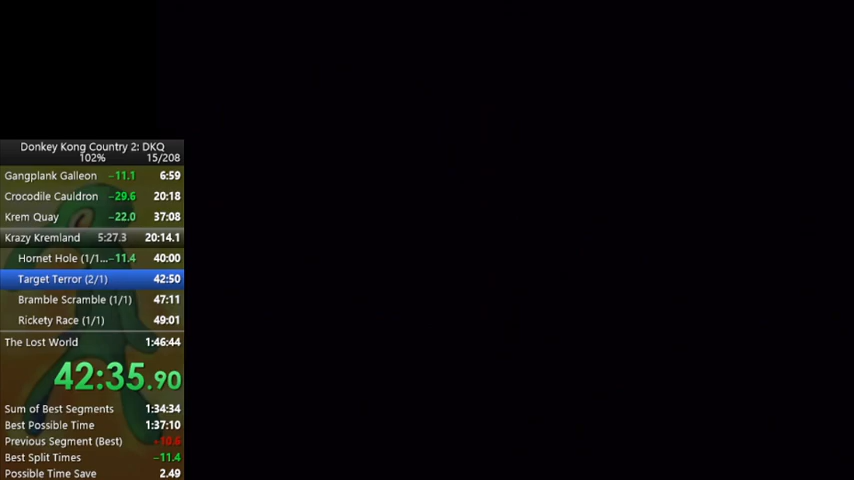 Donkey Kong Country 2: DKQ
102% 15/208
Gangplank Galleon -11.1 6:59
Crocodile Cauldron -29.6 20:18
Krem Quay -22.0 37:08
Krazy Kremland 5:27.3 20:14.1
Hornet Hole (1/1... -11.4 40:00
Target Terror (2/1) 42:50
Bramble Scramble (1/1) 47:11
Rickety Race (1/1) 49:01
The Lost World 1:46:44
42:35.90
Sum of Best Segments 1:34:34
Best Possible Time 1:37:10
Previous Segment (Best) +10.6
Best Split Times -11.4
Possible Time Save 2.49